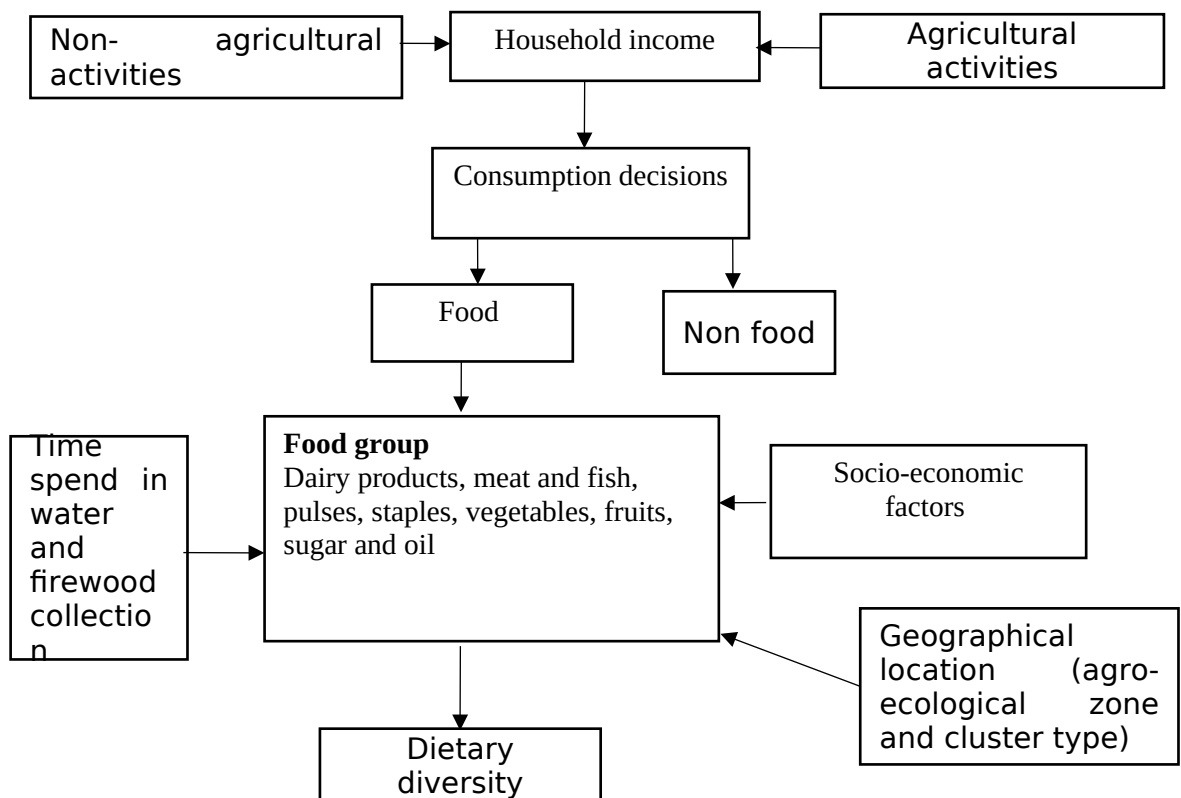 Non- agricultural
activities
Household income
Agricultural
activities
Consumption decisions
Food
Non food
Food group
Dairy products, meat and fish,
pulses, staples, vegetables, fruits,
sugar and oil
Time
spend in
water
and
firewood
collectio
n
Socio-economic
factors
Geographical
location (agro-
ecological zone
and cluster type)
Dietary
diversity